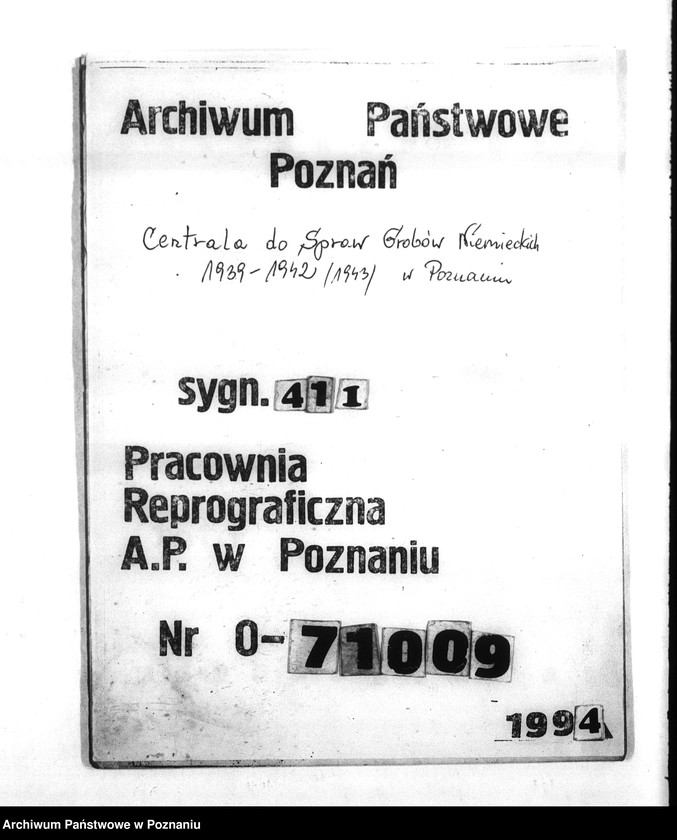 Archiwum Państwowe
Poznań
Centrala do Spraw Grobów Niemieckich
1939-1942 /1943/ w Poznaniu
sygn. 411
Pracownia
Reprograficzna
A.P. w Poznaniu
Nr 0-71009
1994
Archiwum Państwowe w Poznaniu